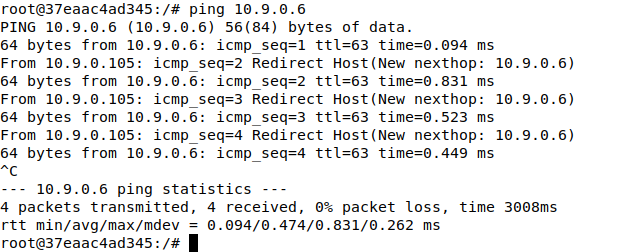 root@37eaac4ad345:/# ping 10.9.0.6
PING 10.9.0.6 (10.9.0.6) 56(84) bytes of data.
64 bytes from 10.9.0.6: icmp_seq=1 ttl=63 time=0.094 ms
From 10.9.0.105: icmp_seq=2 Redirect Host(New nexthop: 10.9.0.6)
64 bytes from 10.9.0.6: icmp_seq=2 ttl=63 time=0.831 ms
From 10.9.0.105: icmp_seq=3 Redirect Host(New nexthop: 10.9.0.6)
64 bytes from 10.9.0.6: icmp_seq=3 ttl=63 time=0.523 ms
From 10.9.0.105: icmp_seq=4 Redirect Host(New nexthop: 10.9.0.6)
64 bytes from 10.9.0.6: icmp_seq=4 ttl=63 time=0.449 ms
^C
--- 10.9.0.6 ping statistics ---
4 packets transmitted, 4 received, 0% packet loss, time 3008ms
rtt min/avg/max/mdev = 0.094/0.474/0.831/0.262 ms
root@37eaac4ad345:/#